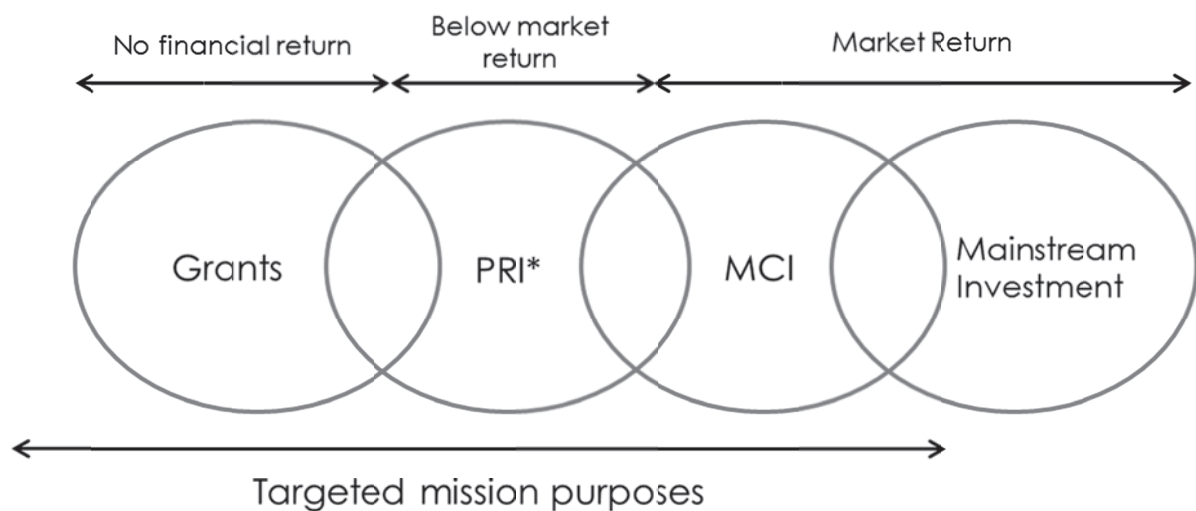 No financial return
Below market
return
Market Return
Grants
PRI*
MCI
Mainstream
Investment
Targeted mission purposes